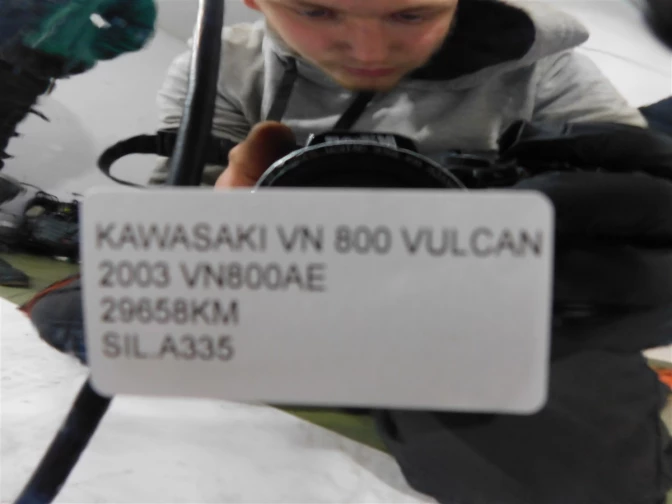 KAWASAKI VN 800 VULCAN
2003 VN800AE
29658KM
SIL.A335